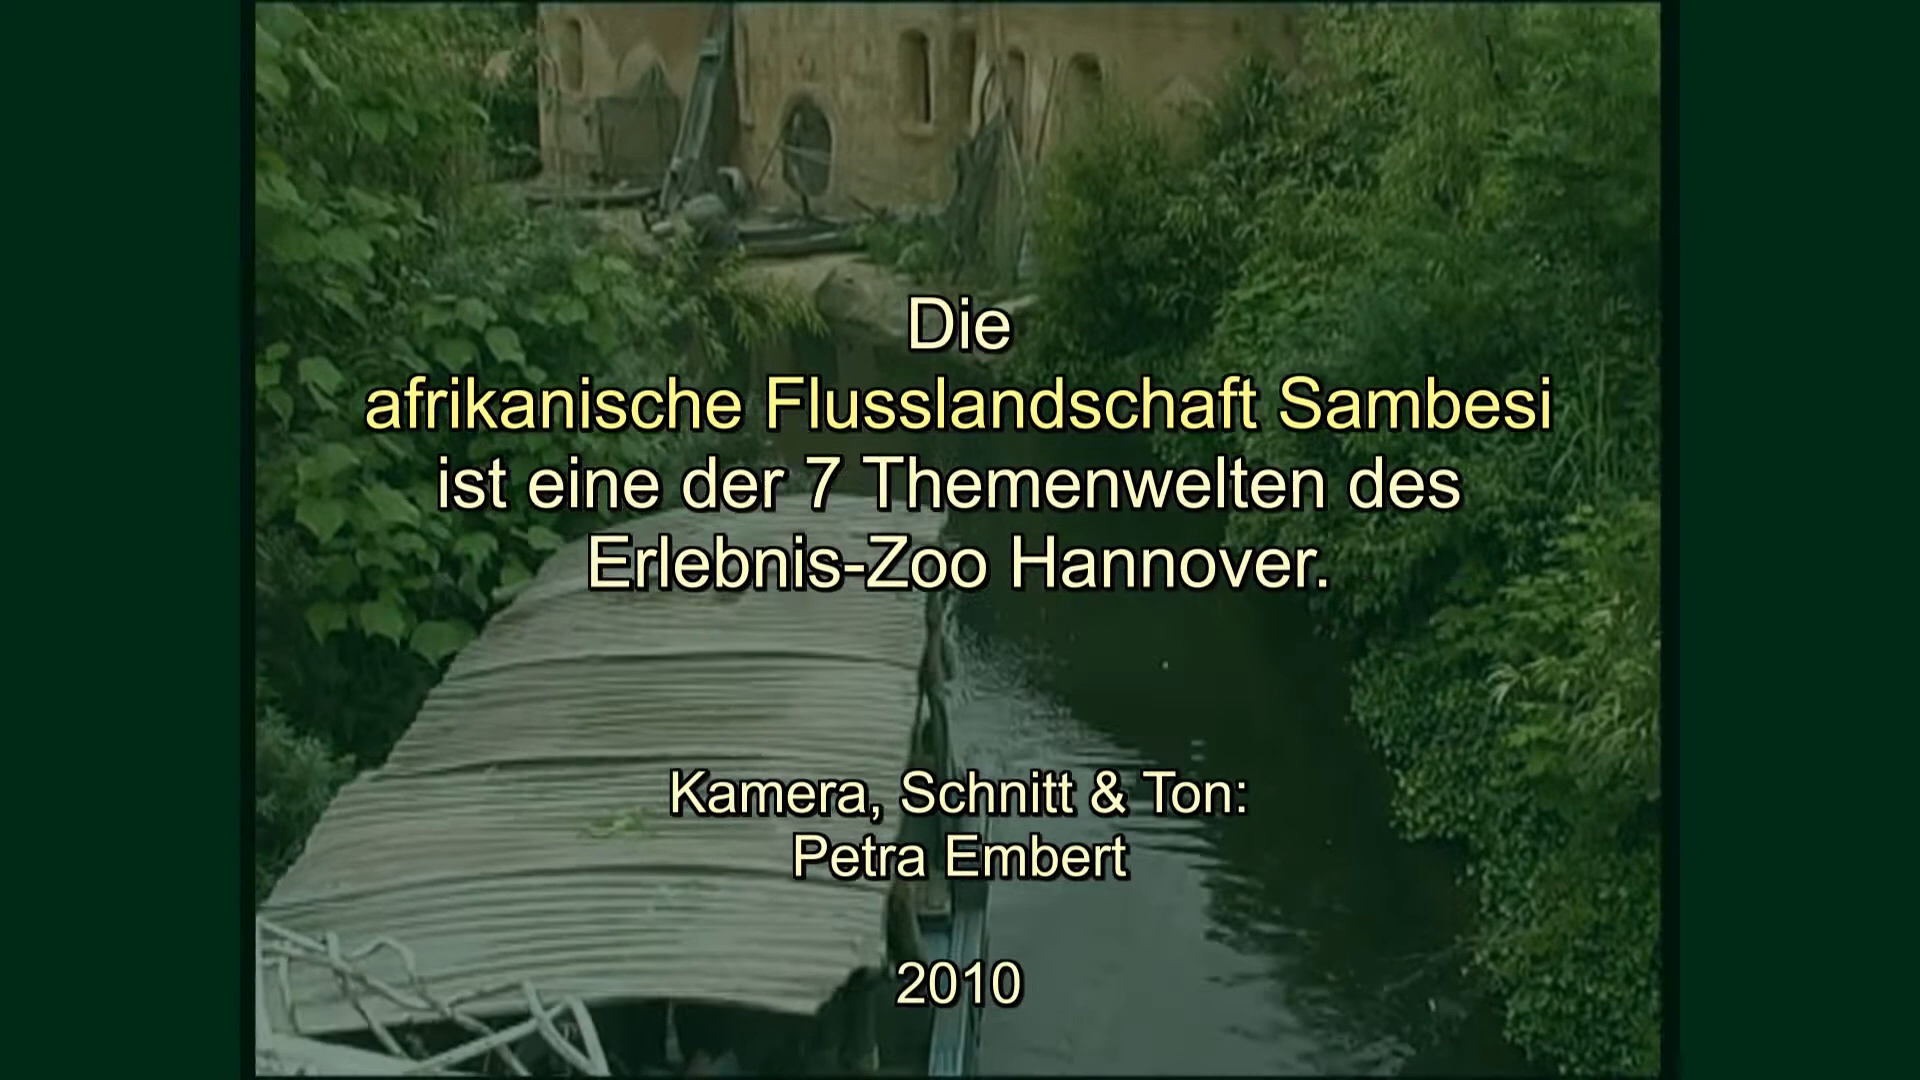 Die
afrikanische Flusslandschaft Sambesi
ist eine der 7 Themenwelten des
Erlebnis-Zoo Hannover.
Kamera, Schnitt & Ton:
Petra Embert
2010